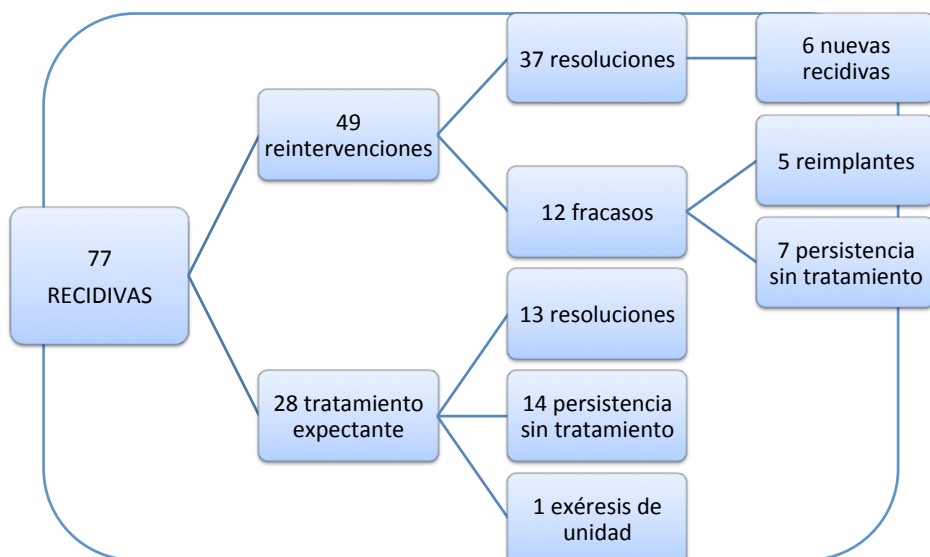 77
RECIDIVAS
49
reintervenciones
37 resoluciones
6 nuevas
recidivas
12 fracasos
5 reimplantes
7 persistencia
sin tratamiento
28 tratamiento
expectante
13 resoluciones
14 persistencia
sin tratamiento
1 exéresis de
unidad